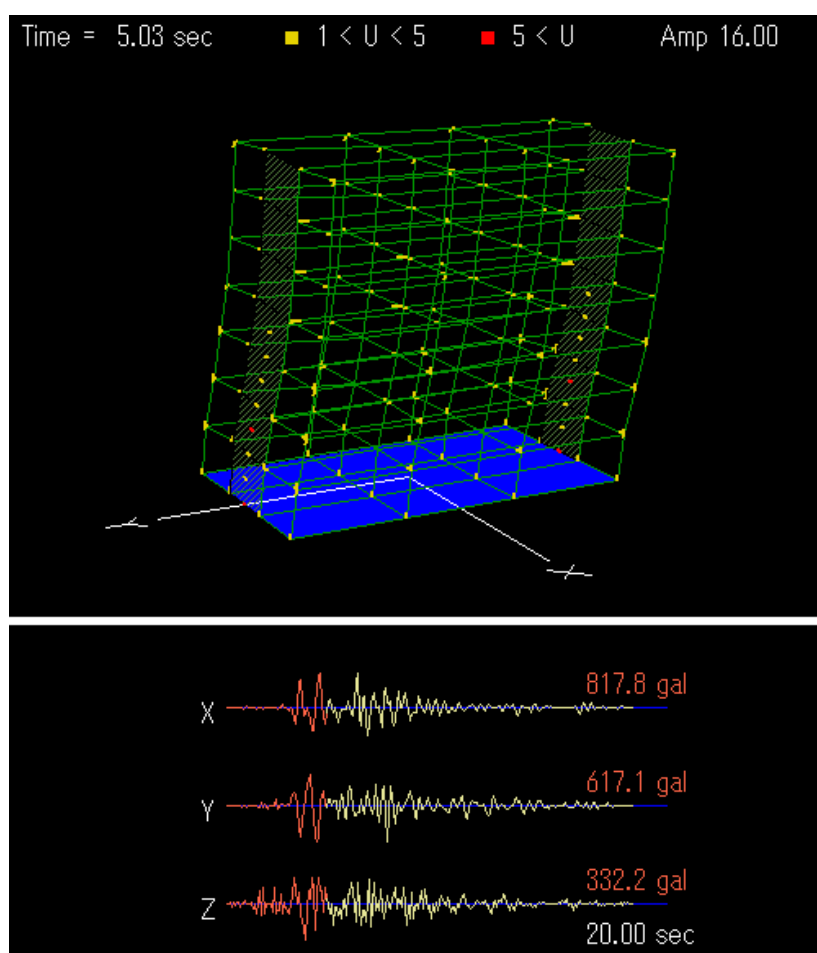 Time = 5.03 sec 1 < U < 5 5 < U Amp 16.00
Y
X
817.8 gal
X
617.1 gal
Y
332.2 gal
Z
20.00 sec